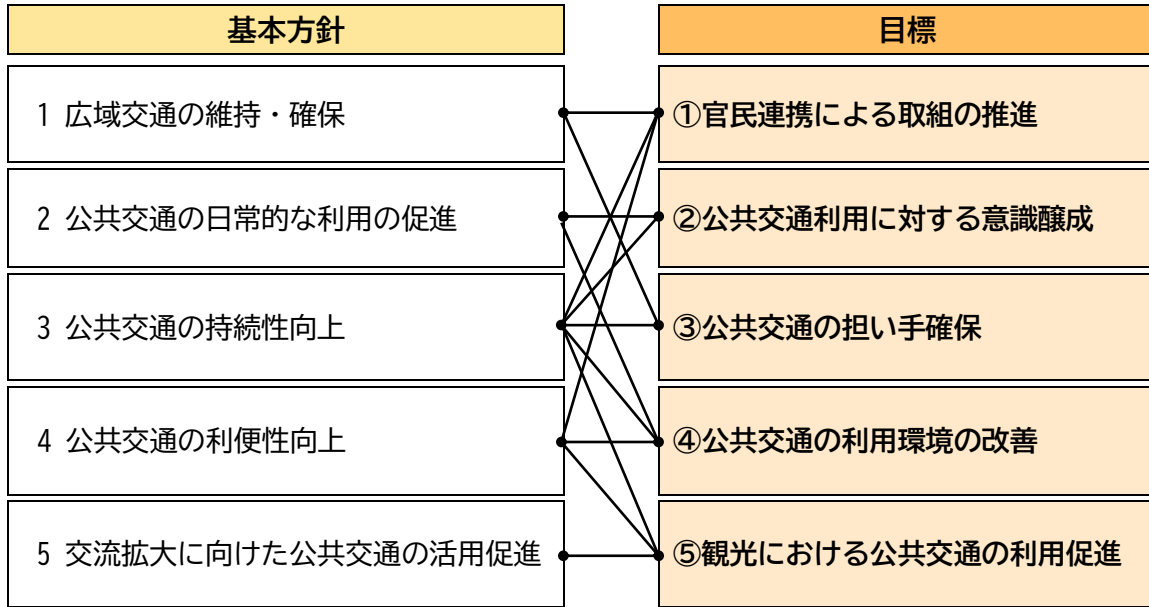 基本方針
目標
1 広域交通の維持・確保
①官民連携による取組の推進
2 公共交通の日常的な利用の促進
②公共交通利用に対する意識醸成
3 公共交通の持続性向上
③公共交通の担い手確保
4 公共交通の利便性向上
④公共交通の利用環境の改善
5 交流拡大に向けた公共交通の活用促進
⑤観光における公共交通の利用促進